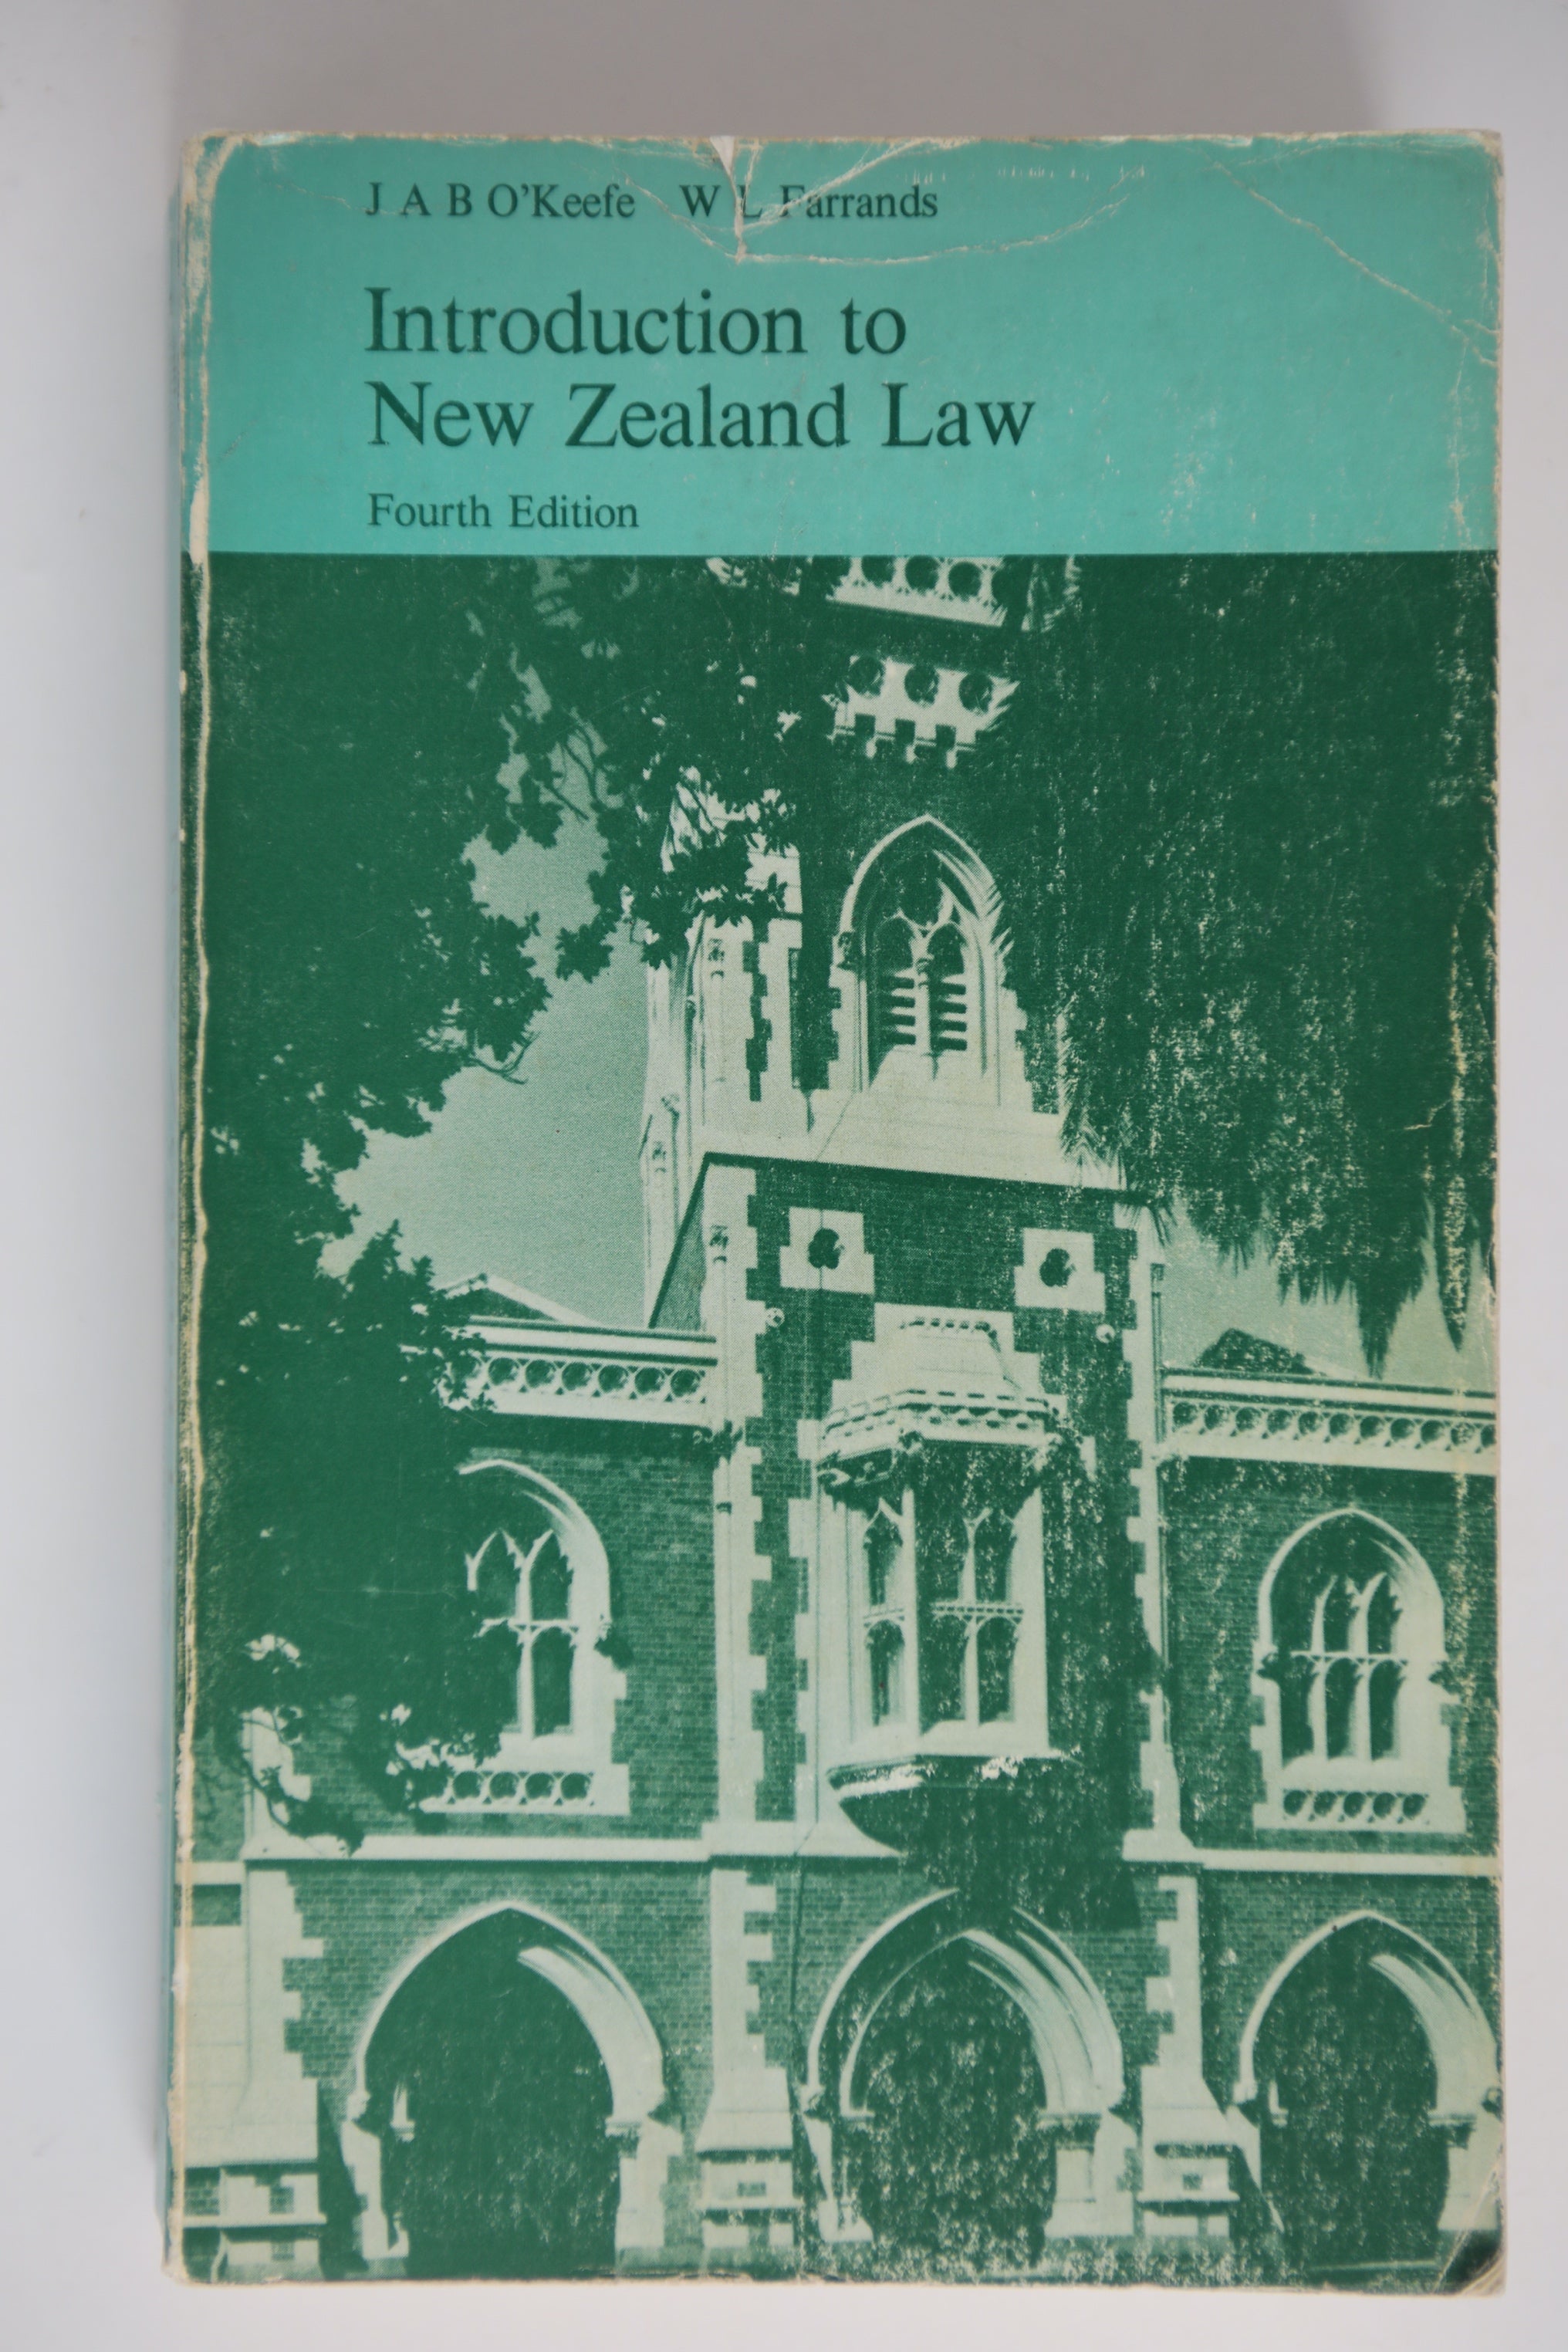 J A B O'Keefe W L Farrands
Introduction to
New Zealand Law
Fourth Edition